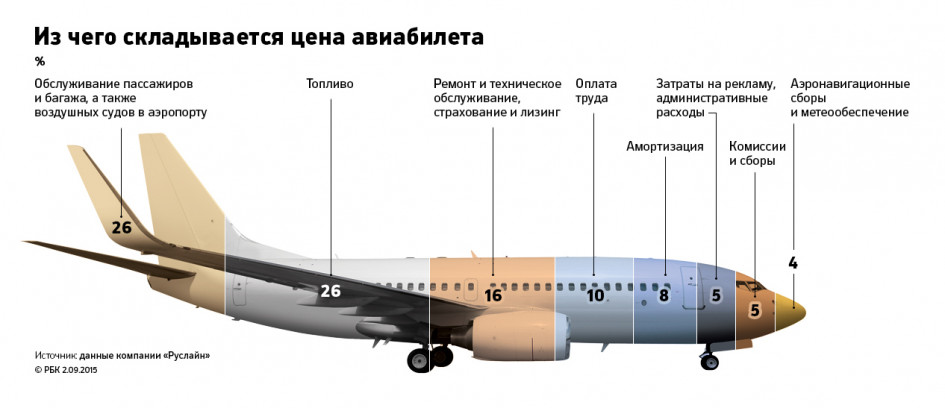 Из чего складывается цена авиабилета
%
Обслуживание пассажиров
и багажа, а также
воздушных судов в аэропорту
Топливо
Ремонт и техническое
обслуживание,
страхование и лизинг
Оплата
труда
Затраты на рекламу,
административные
расходы
Аэронавигационные
сборы
и метеообеспечение
Амортизация
Комиссии
и сборы
26
26
16
10
8
5
5
4
Источник: данные компании «Руслайн»
© РБК 2.09.2015